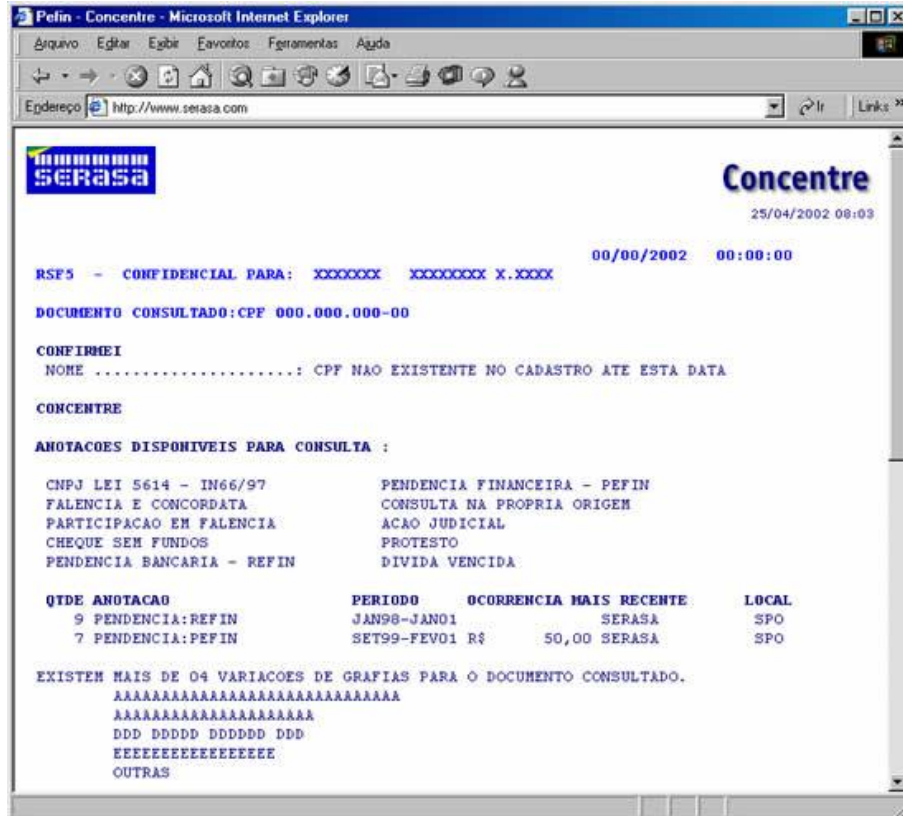 Pefin - Concentre - Microsoft Internet Explorer
Arquivo Editar Exibir Favoritos Ferramentas Ajuda
Endereço http://www.serasa.com Ir Links »
serasa
Concentre
25/04/2002 08:03
00/00/2002 00:00:00
RSF5 - CONFIDENCIAL PARA: XXXXXXX XXXXXXXX X.XXXX
DOCUMENTO CONSULTADO:CPF 000.000.000-00
CONFIRMEI
NOME .....................: CPF NAO EXISTENTE NO CADASTRO ATE ESTA DATA
CONCENTRE
ANOTACOES DISPONIVEIS PARA CONSULTA :
CNPJ LEI 5614 - IN66/97 PENDENCIA FINANCEIRA - PEFIN
FALENCIA E CONCORDATA CONSULTA NA PROPRIA ORIGEM
PARTICIPACAO EM FALENCIA ACAO JUDICIAL
CHEQUE SEM FUNDOS PROTESTO
PENDENCIA BANCARIA - REFIN DIVIDA VENCIDA
QTDE ANOTACAO PERIODO OCORRENCIA MAIS RECENTE LOCAL
9 PENDENCIA:REFIN JAN98-JAN01 SERASA SPO
7 PENDENCIA:PEFIN SET99-FEV01 R$ 50,00 SERASA SPO
EXISTEM MAIS DE 04 VARIACOES DE GRAFIAS PARA O DOCUMENTO CONSULTADO.
AAAAAAAAAAAAAAAAAAAAAAAAAAAAAA
AAAAAAAAAAAAAAAAAAAAA
DDD DDDDD DDDDDD DDD
EEEEEEEEEEEEEEEEE
OUTRAS